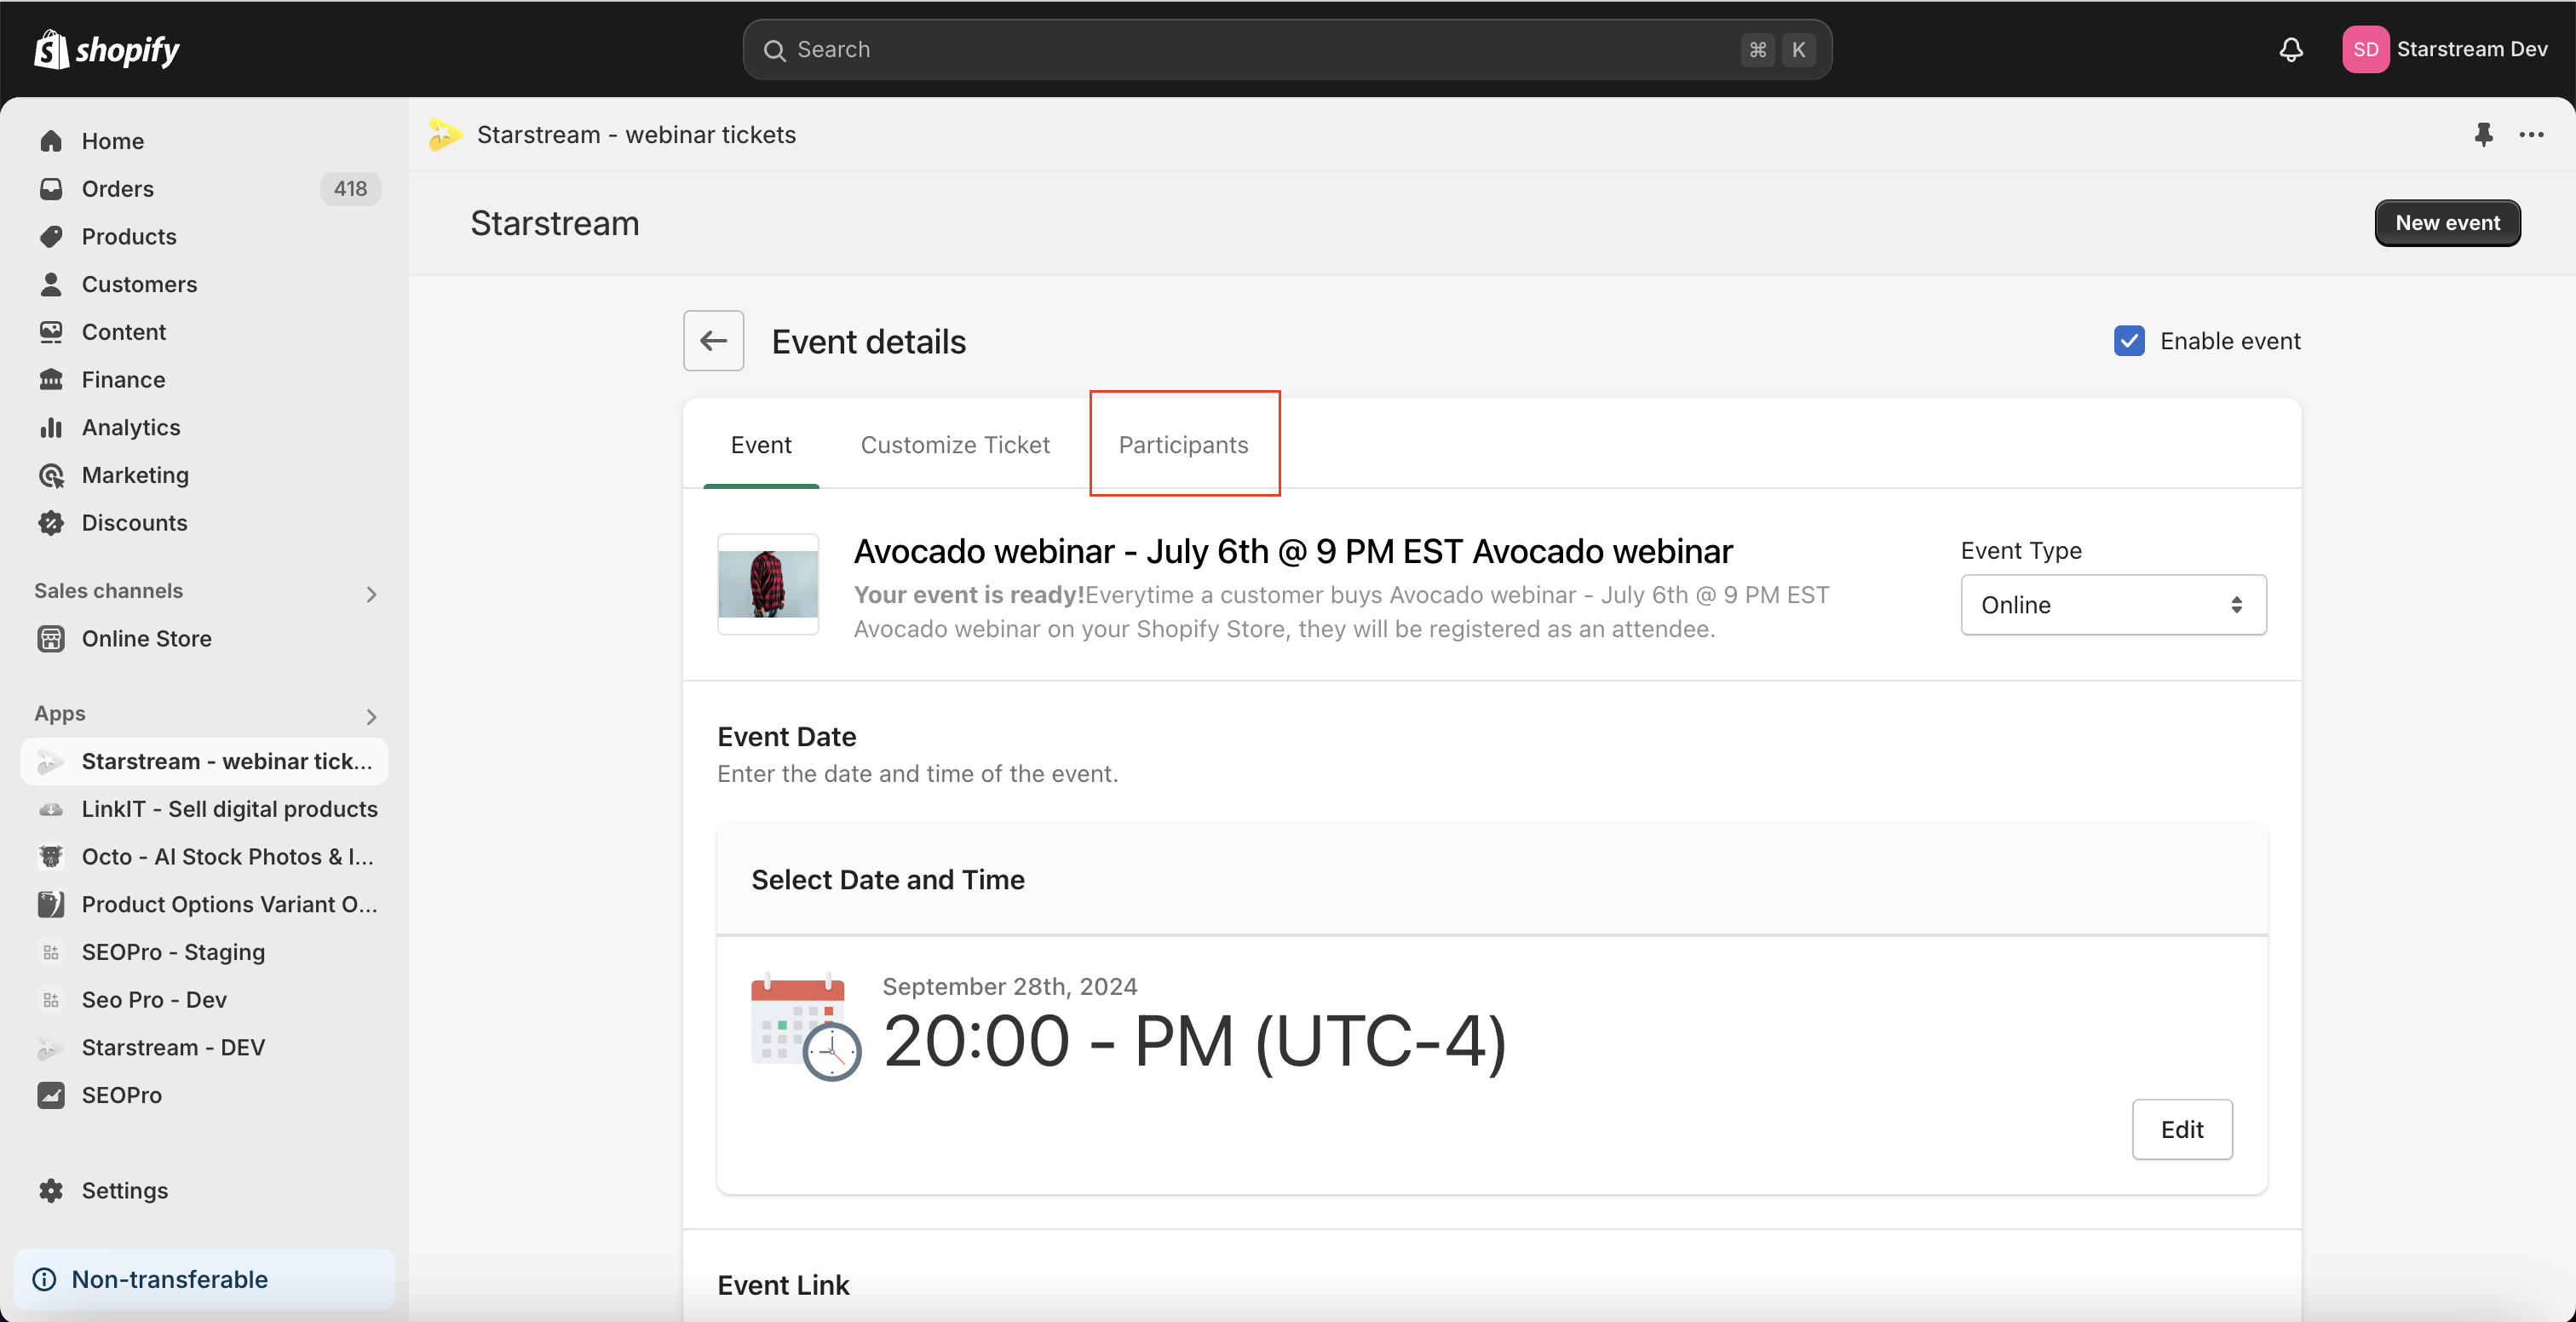 shopify
Search
⌘ K
SD Starstream Dev
Home
Orders 418
Products
Customers
Content
Finance
Analytics
Marketing
Discounts
Sales channels
Online Store
Apps
Starstream - webinar tick...
LinkIT - Sell digital products
Octo - AI Stock Photos & I...
Product Options Variant O...
SEOPro - Staging
Seo Pro - Dev
Starstream - DEV
SEOPro
Settings
Non-transferable
Starstream - webinar tickets
Starstream
New event
Event details
Enable event
Event
Customize Ticket
Participants
Avocado webinar - July 6th @ 9 PM EST Avocado webinar
Your event is ready!Everytime a customer buys Avocado webinar - July 6th @ 9 PM EST
Avocado webinar on your Shopify Store, they will be registered as an attendee.
Event Type
Online
Event Date
Enter the date and time of the event.
Select Date and Time
September 28th, 2024
20:00 - PM (UTC-4)
Edit
Event Link